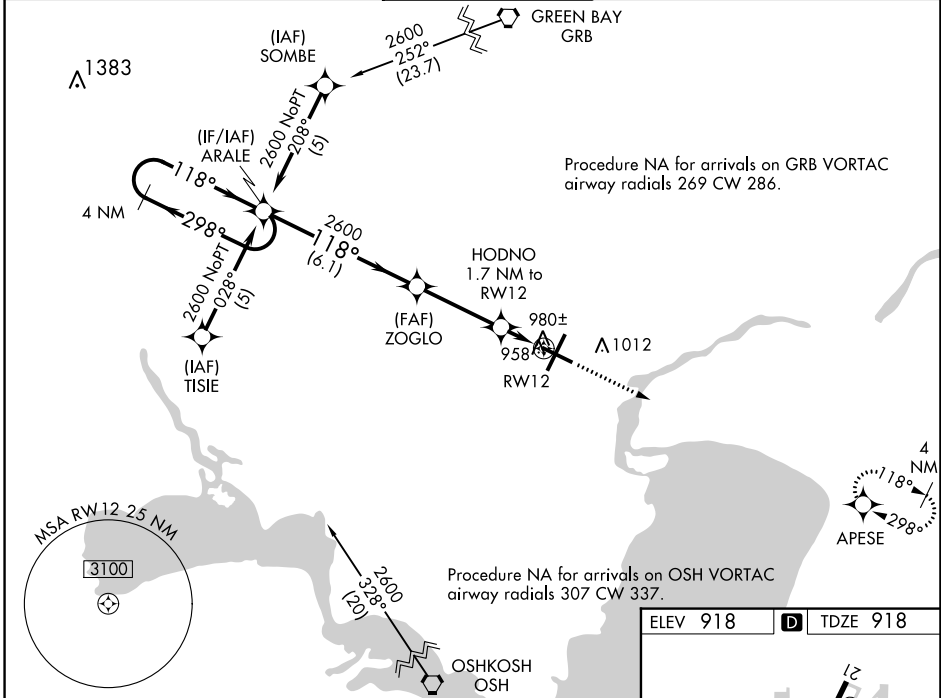 GREEN BAY
GRB
2600
252°
(23.7)
(IAF)
SOMBE
1383
2600 NoPT
208°
(5)
(IF/IAF)
ARALE
118°
4 NM
298°
2600
118°
(6.1)
Procedure NA for arrivals on GRB VORTAC
airway radials 269 CW 286.
2600 NoPT
028°
(5)
(IAF)
TISIE
(FAF)
ZOGLO
HODNO
1.7 NM to
RW12
980±
958
1012
RW12
4
NM
118°
298°
APESE
MSA RW12 25 NM
3100
2600
328°
(20)
Procedure NA for arrivals on OSH VORTAC
airway radials 307 CW 337.
OSHKOSH
OSH
ELEV 918
D
TDZE 918
21